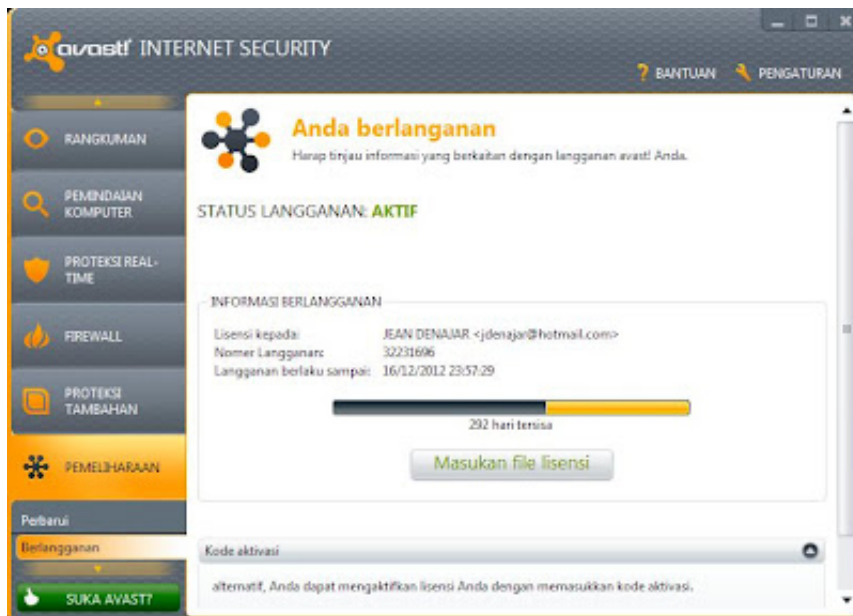 avast! INTERNET SECURITY
? BANTUAN
PENGATURAN
RANGKUMAN
PEMINDAIAN
KOMPUTER
PROTEKSI REAL-
TIME
FIREWALL
PROTEKSI
TAMBAHAN
PEMELIHARAAN
Perbarui
Berlangganan
SUKA AVAST?
Anda berlanganan
Harap tinjau informasi yang berkaitan dengan langganan avast! Anda.
STATUS LANGGANAN: AKTIF
INFORMASI BERLANGGANAN
Lisensi kepada: JEAN DENAJAR <jdenajar@hotmail.com>
Nomer Langganan: 32231696
Langganan berlaku sampai: 16/12/2012 23:57:29
292 hari tersisa
Masukan file lisensi
Kode aktivasi
alternatif, Anda dapat mengaktifkan lisensi Anda dengan memasukkan kode aktivasi.